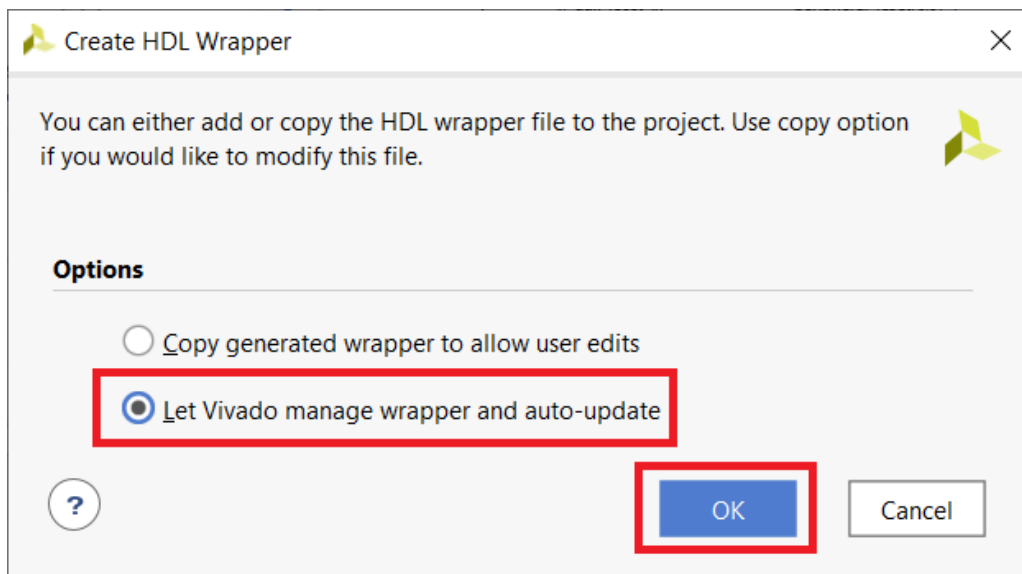 Create HDL Wrapper
You can either add or copy the HDL wrapper file to the project. Use copy option
if you would like to modify this file.
Options
Copy generated wrapper to allow user edits
Let Vivado manage wrapper and auto-update
?
OK
Cancel